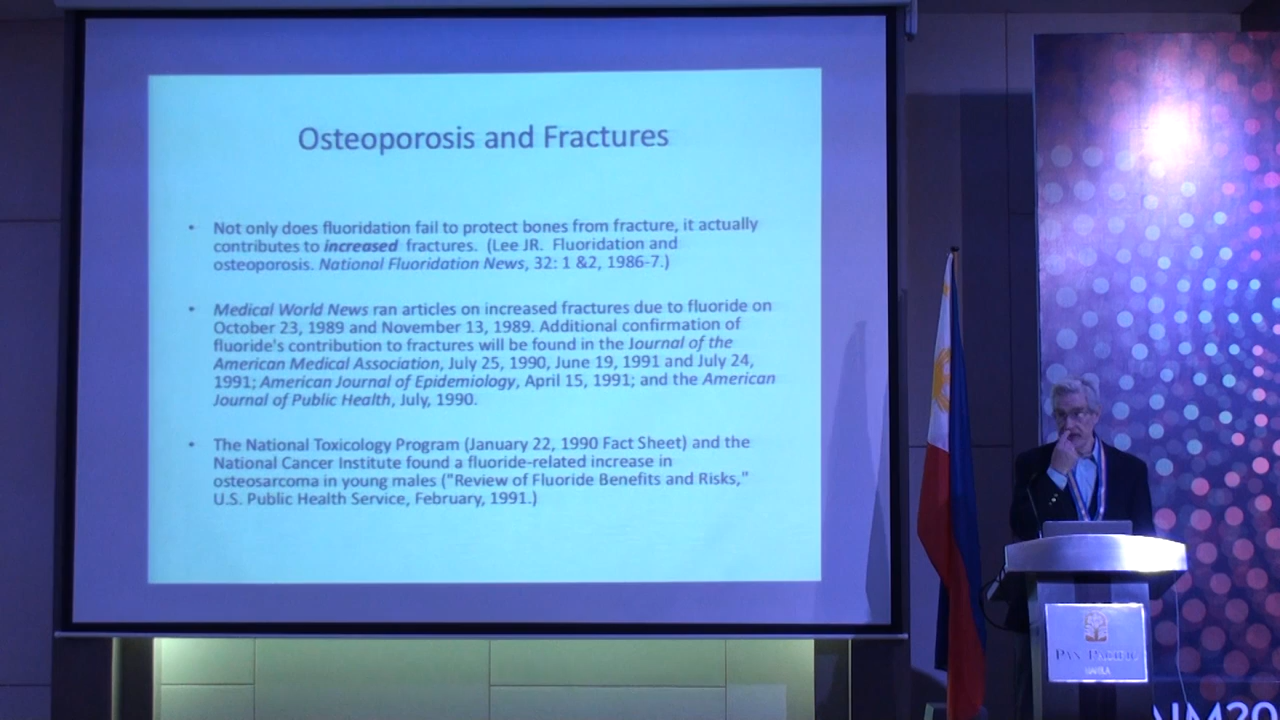 Osteoporosis and Fractures
• Not only does fluoridation fail to protect bones from fracture, it actually
contributes to increased fractures. (Lee JR. Fluoridation and
osteoporosis. National Fluoridation News, 32: 1 &2, 1986-7.)
• Medical World News ran articles on increased fractures due to fluoride on
October 23, 1989 and November 13, 1989. Additional confirmation of
fluoride's contribution to fractures will be found in the Journal of the
American Medical Association, July 25, 1990, June 19, 1991 and July 24,
1991; American Journal of Epidemiology, April 15, 1991; and the American
Journal of Public Health, July, 1990.
• The National Toxicology Program (January 22, 1990 Fact Sheet) and the
National Cancer Institute found a fluoride-related increase in
osteosarcoma in young males ("Review of Fluoride Benefits and Risks,"
U.S. Public Health Service, February, 1991.)
PAN PACIFIC
MANILA